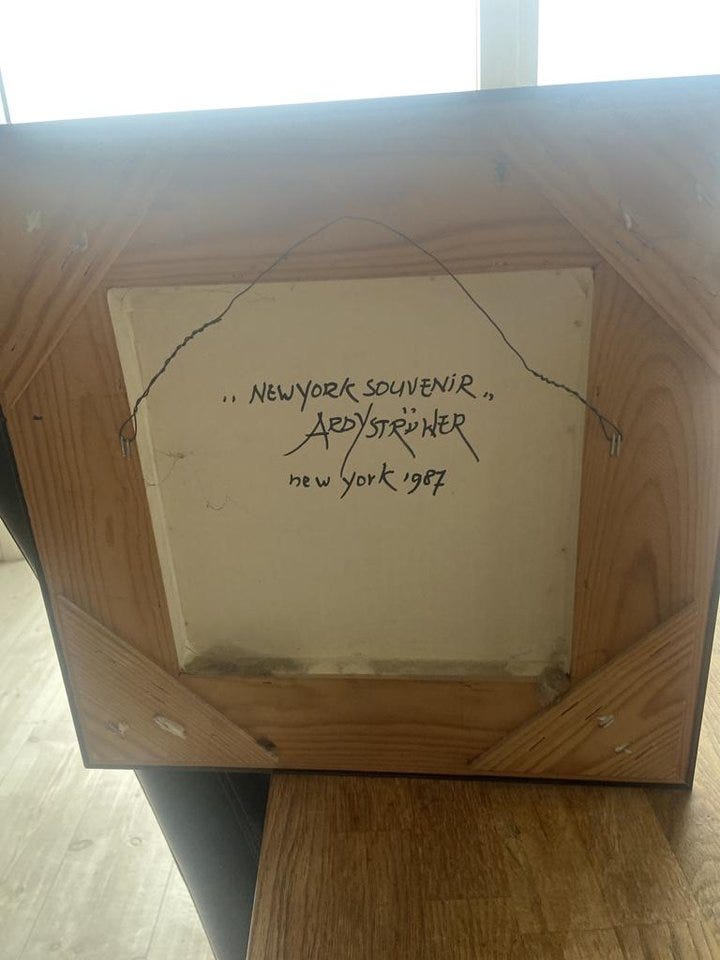 ,, NEWYORK SOUVENIR ,,
ARDYSTRÜWER
new york 1987